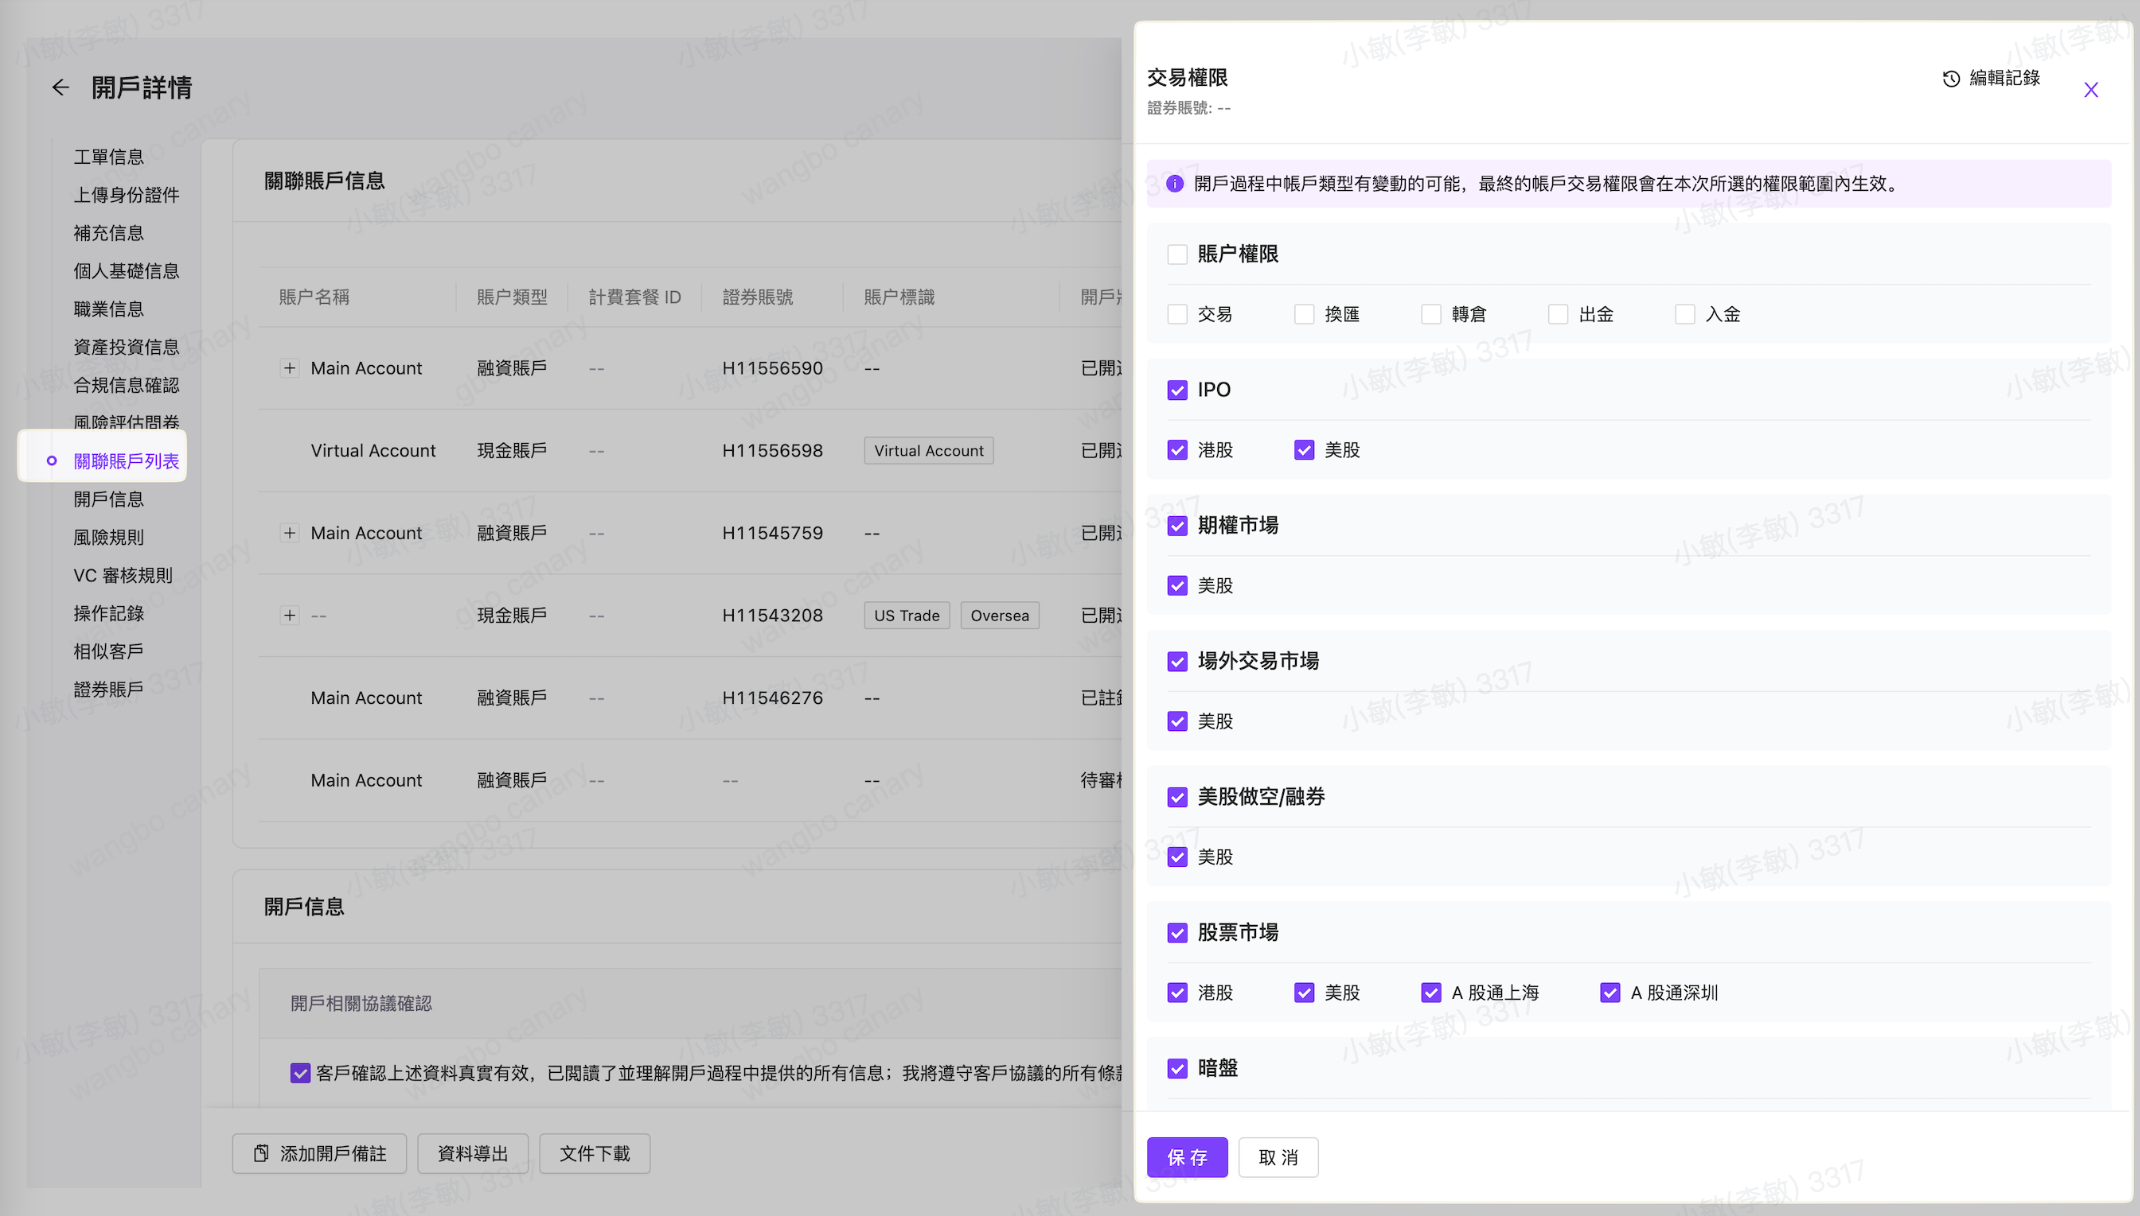 開戶詳情
工單信息
上傳身份證件
補充信息
個人基礎信息
職業信息
資產投資信息
合規信息確認
風險評估問卷
關聯賬戶列表
開戶信息
風險規則
VC 審核規則
操作記錄
相似客戶
證券賬戶
關聯賬戶信息
賬户名稱 賬户類型 計費套餐 ID 證券賬號 賬户標識 開戶
Main Account 融資賬戶 -- H11556590 -- 已開
Virtual Account 現金賬戶 -- H11556598 Virtual Account 已開
Main Account 融資賬戶 -- H11545759 -- 已開
-- 現金賬戶 -- H11543208 US Trade Oversea 已開
Main Account 融資賬戶 -- H11546276 -- 已註
Main Account 融資賬戶 -- -- -- 待審
開戶信息
開戶相關協議確認
客戶確認上述資料真實有效，已閲讀了並理解開戶過程中提供的所有信息；我將遵守客戶協議的所有條
添加開戶備註 資料導出 文件下載
交易權限
證券賬號: --
編輯記錄
開戶過程中帳戶類型有變動的可能，最終的帳戶交易權限會在本次所選的權限範圍內生效。
賬户權限
交易 換匯 轉倉 出金 入金
IPO
港股 美股
期權市場
美股
場外交易市場
美股
美股做空/融券
美股
股票市場
港股 美股 A 股通上海 A 股通深圳
暗盤
保存 取消
小敏(李敏) 3317
wangbo canary